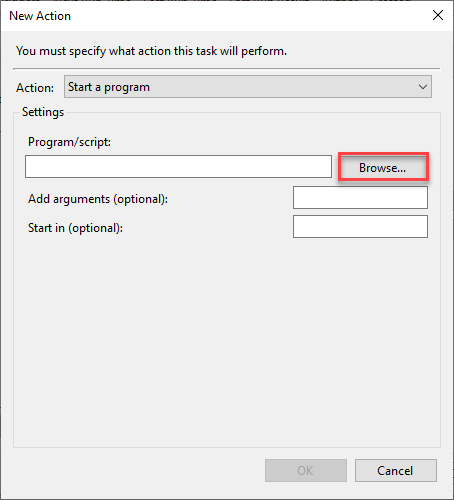 New Action
You must specify what action this task will perform.
Action: Start a program
Settings
Program/script:
Browse...
Add arguments (optional):
Start in (optional):
OK Cancel